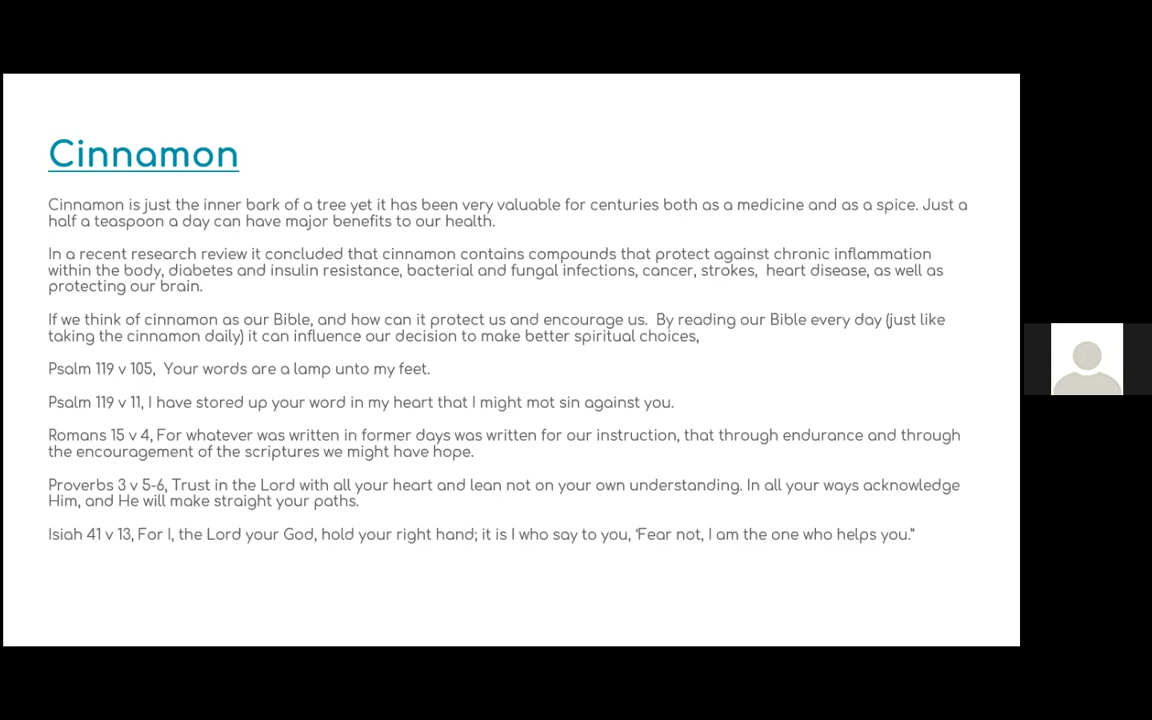 Cinnamon
Cinnamon is just the inner bark of a tree yet it has been very valuable for centuries both as a medicine and as a spice. Just a
half a teaspoon a day can have major benefits to our health.
In a recent research review it concluded that cinnamon contains compounds that protect against chronic inflammation
within the body, diabetes and insulin resistance, bacterial and fungal infections, cancer, strokes,  heart disease, as well as
protecting our brain.
If we think of cinnamon as our Bible, and how can it protect us and encourage us.  By reading our Bible every day (just like
taking the cinnamon daily) it can influence our decision to make better spiritual choices,
Psalm 119 v 105,  Your words are a lamp unto my feet.
Psalm 119 v 11, I have stored up your word in my heart that I might mot sin against you.
Romans 15 v 4, For whatever was written in former days was written for our instruction, that through endurance and through
the encouragement of the scriptures we might have hope.
Proverbs 3 v 5-6, Trust in the Lord with all your heart and lean not on your own understanding. In all your ways acknowledge
Him, and He will make straight your paths.
Isiah 41 v 13, For I, the Lord your God, hold your right hand; it is I who say to you, 'Fear not, I am the one who helps you."